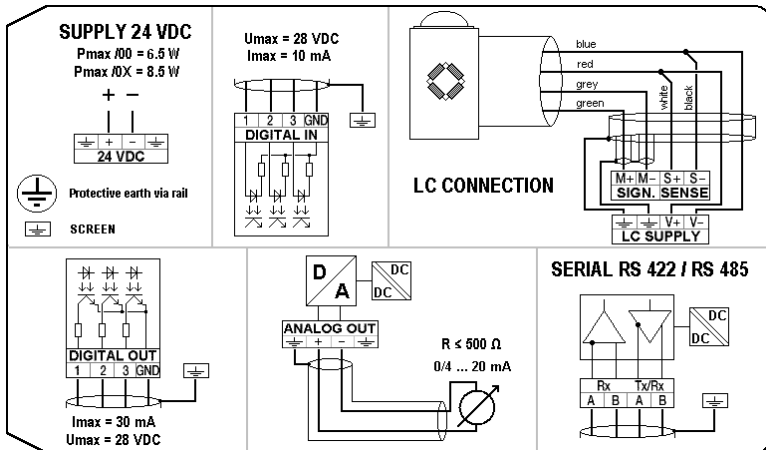 SUPPLY 24 VDC
Pmax /00 = 6.5 W
Pmax /0X = 8.5 W
+ −
+ −
24 VDC
Protective earth via rail
SCREEN
Umax = 28 VDC
Imax = 10 mA
1 2 3 GND
DIGITAL IN
blue
red
grey
green
white
black
LC CONNECTION
M+ M- S+ S-
SIGN. SENSE
V+ V-
LC SUPPLY
DIGITAL OUT
1 2 3 GND
Imax = 30 mA
Umax = 28 VDC
D
A
DC
DC
ANALOG OUT
+ −
R ≤ 500 Ω
0/4 ... 20 mA
SERIAL RS 422 / RS 485
DC
DC
Rx Tx/Rx
A B A B